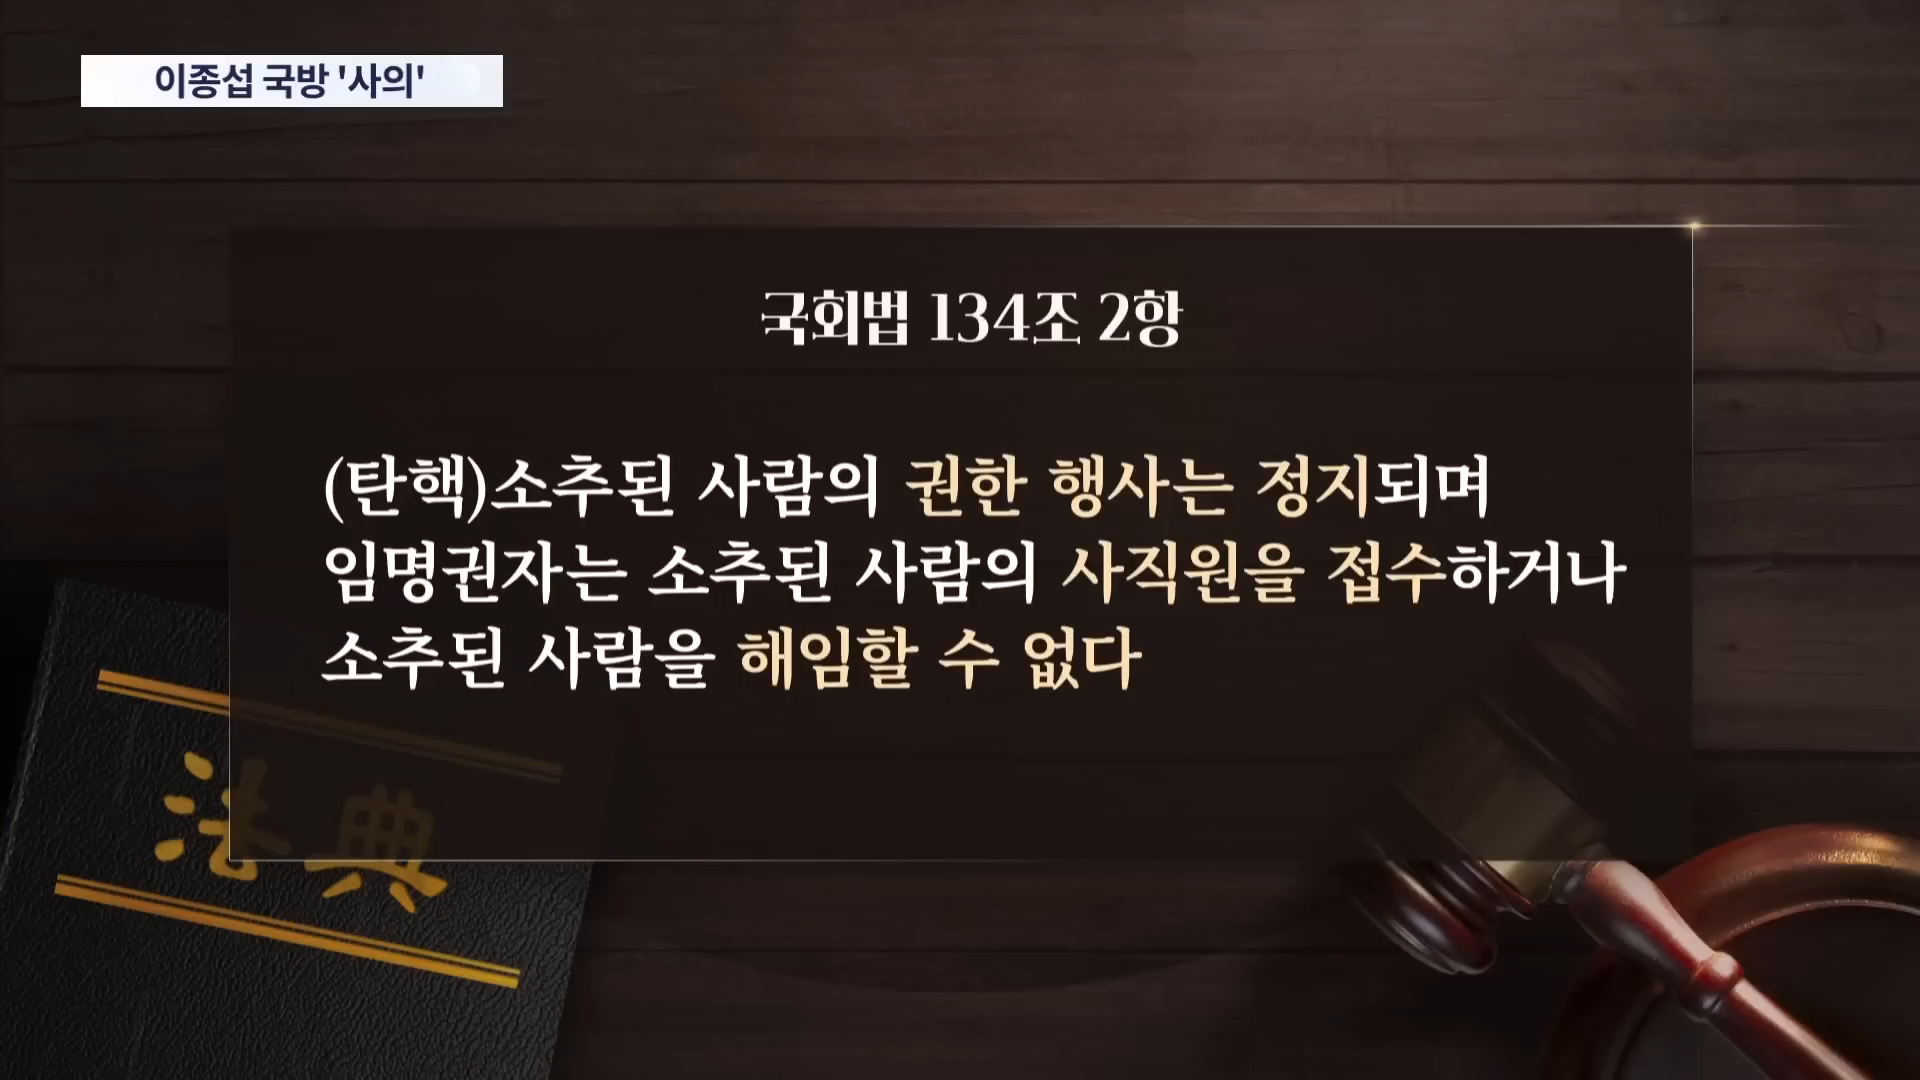 이종섭 국방 '사의'
국회법 134조 2항
(탄핵)소추된 사람의 권한 행사는 정지되며
임명권자는 소추된 사람의 사직원을 접수하거나
소추된 사람을 해임할 수 없다
法典